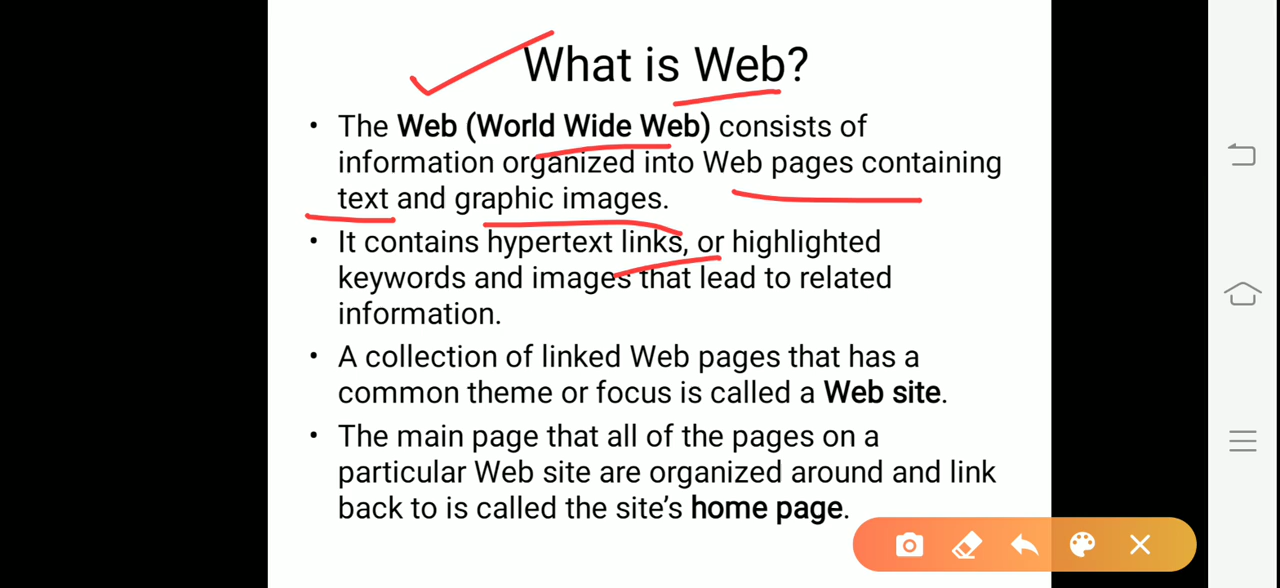 What is Web?
• The Web (World Wide Web) consists of
information organized into Web pages containing
text and graphic images.
• It contains hypertext links, or highlighted
keywords and images that lead to related
information.
• A collection of linked Web pages that has a
common theme or focus is called a Web site.
• The main page that all of the pages on a
particular Web site are organized around and link
back to is called the site's home page.